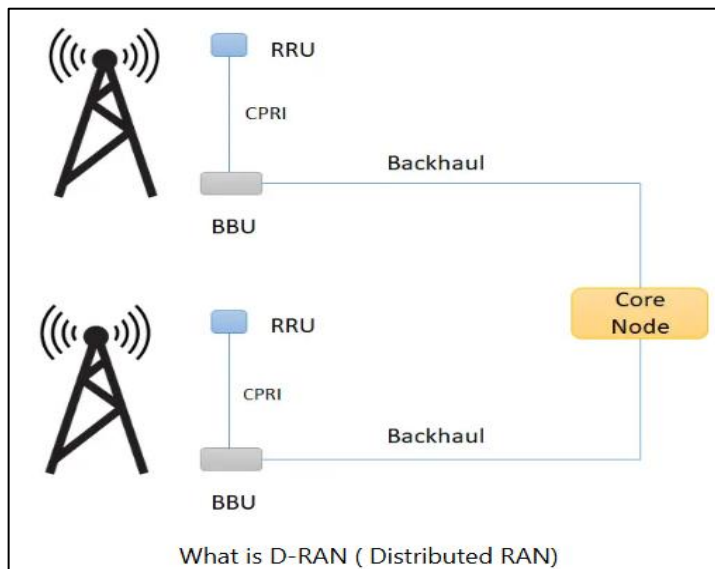 RRU
CPRI
Backhaul
BBU
Core
Node
RRU
CPRI
Backhaul
BBU
What is D-RAN ( Distributed RAN)